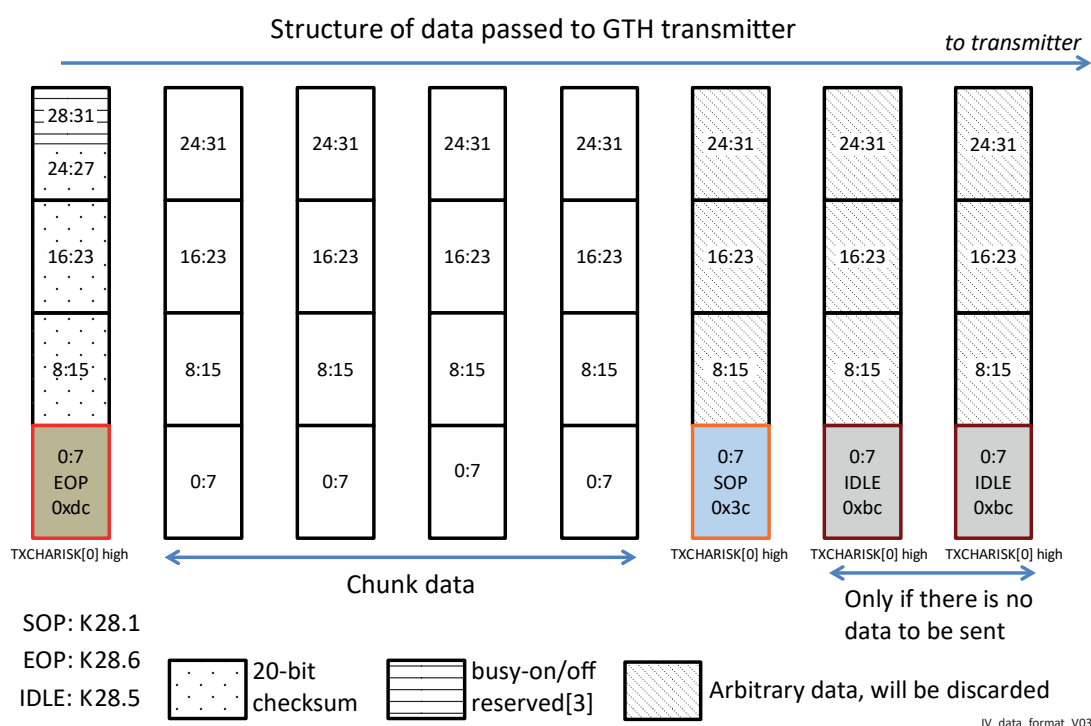 Structure of data passed to GTH transmitter
to transmitter
28:31
24:31 24:31 24:31 24:31 24:31 24:31 24:31
24:27
16:23 16:23 16:23 16:23 16:23 16:23 16:23 16:23
8:15 8:15 8:15 8:15 8:15 8:15 8:15 8:15
0:7 0:7 0:7 0:7 0:7 0:7 0:7 0:7
EOP SOP IDLE IDLE
0xdc 0x3c 0xbc 0xbc
TXCHARISK[0] high TXCHARISK[0] high TXCHARISK[0] high TXCHARISK[0] high
Chunk data
Only if there is no
data to be sent
SOP: K28.1
EOP: K28.6
IDLE: K28.5
20-bit
checksum
busy-on/off
reserved[3]
Arbitrary data, will be discarded
JV_data_format_V03